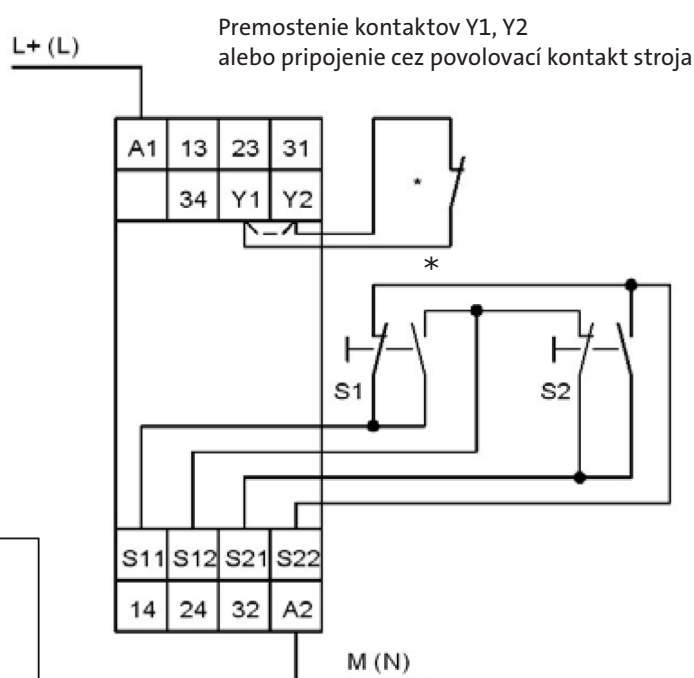 Premostenie kontaktov Y1, Y2
alebo pripojenie cez povolovací kontakt stroja
L+ (L)
A1 13 23 31
34 Y1 Y2
*
*
S1 S2
S11 S12 S21 S22
14 24 32 A2
M (N)